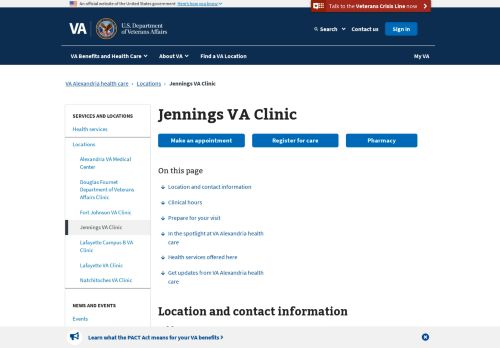 An official website of the United States government Here's how you know
Talk to the Veterans Crisis Line now
VA
U.S. Department
of Veterans Affairs
Search
Contact us
Sign in
VA Benefits and Health Care
About VA
Find a VA Location
My VA
VA Alexandria health care › Locations › Jennings VA Clinic
SERVICES AND LOCATIONS
Health services
Locations
Alexandria VA Medical
Center
Douglas Fournet
Department of Veterans
Affairs Clinic
Fort Johnson VA Clinic
Jennings VA Clinic
Lafayette Campus B VA
Clinic
Lafayette VA Clinic
Natchitoches VA Clinic
NEWS AND EVENTS
Events
Jennings VA Clinic
Make an appointment
Register for care
Pharmacy
On this page
Location and contact information
Clinical hours
Prepare for your visit
In the spotlight at VA Alexandria health
care
Health services offered here
Get updates from VA Alexandria health
care
Location and contact information
Learn what the PACT Act means for your VA benefits